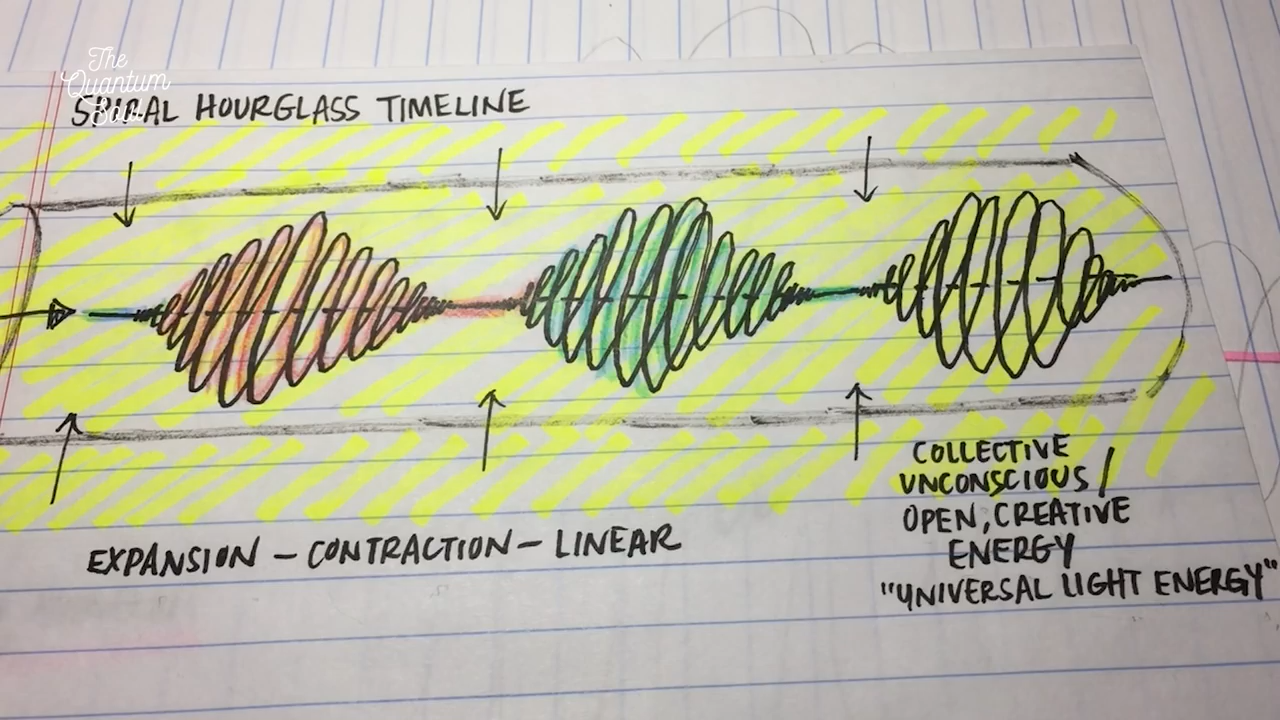 The
Quantum
SPIRAL HOURGLASS TIMELINE
EXPANSION – CONTRACTION – LINEAR
COLLECTIVE
UNCONSCIOUS /
OPEN, CREATIVE
ENERGY
"UNIVERSAL LIGHT ENERGY"